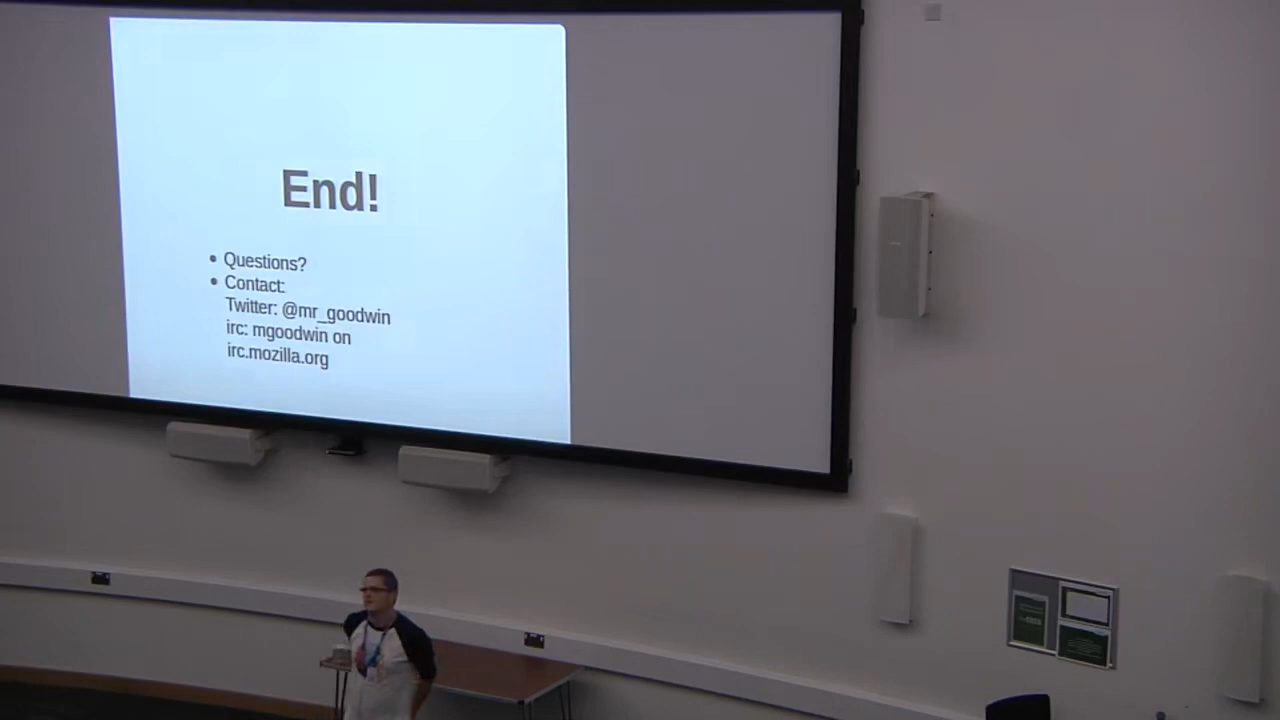 End!
• Questions?
• Contact:
Twitter: @mr_goodwin
irc: mgoodwin on
irc.mozilla.org